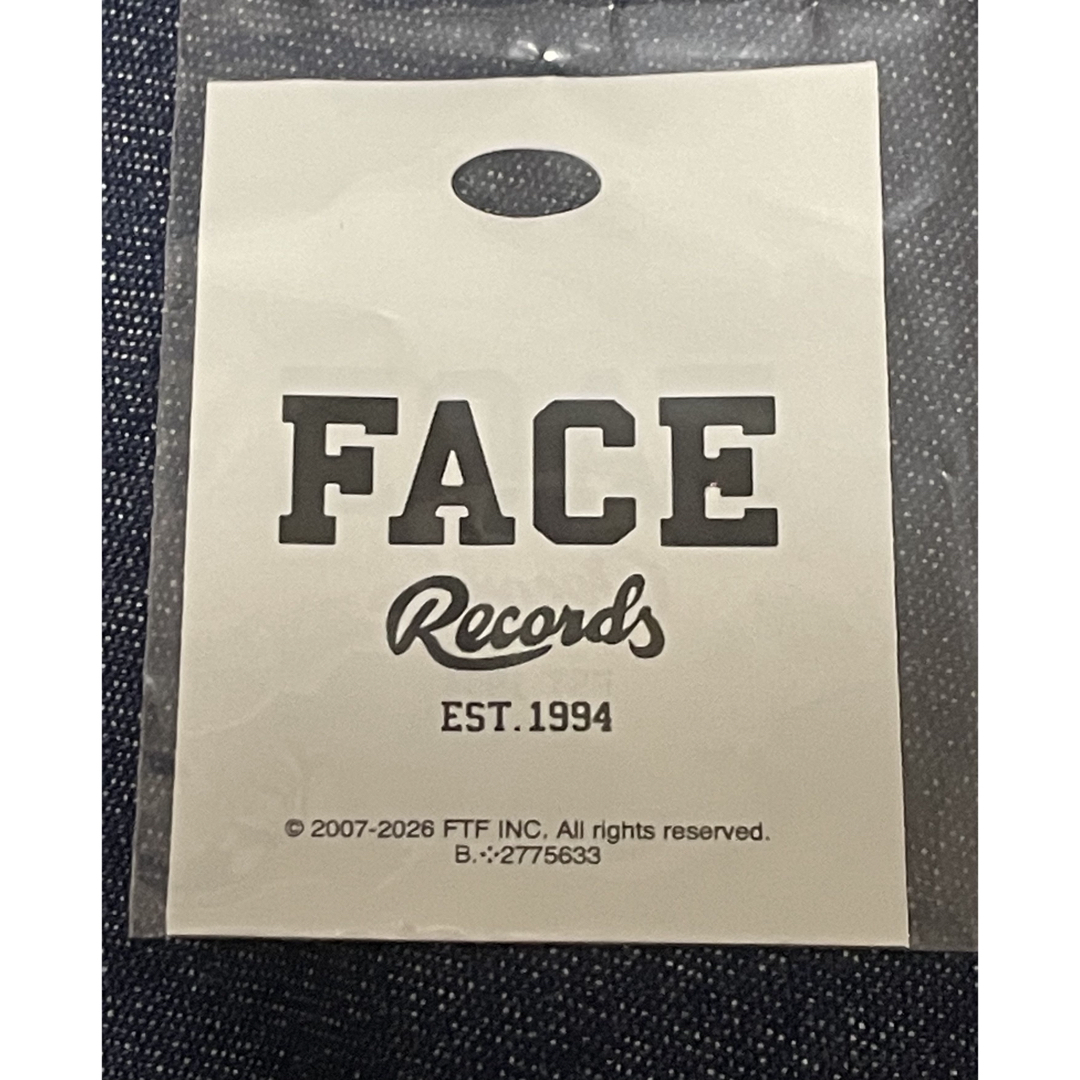 FACE
Records
EST.1994
© 2007-2026 FTF INC. All rights reserved.
B.⁘2775633